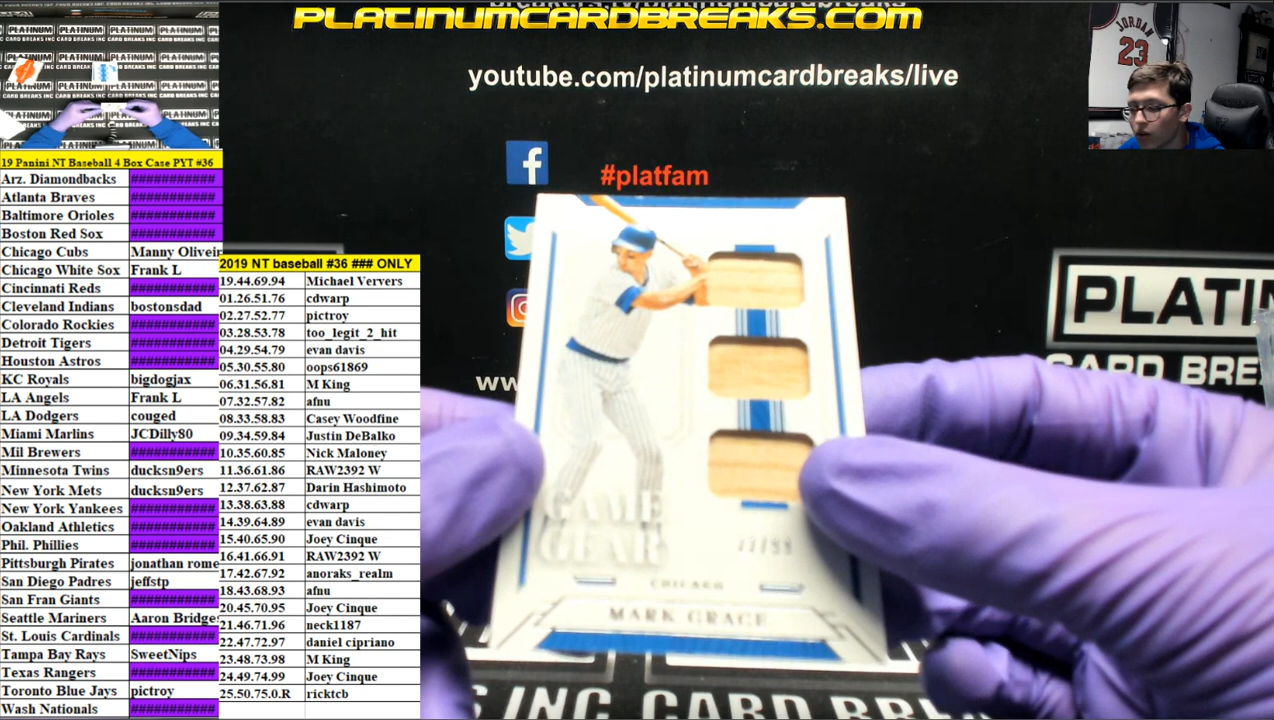 breakers.tv/platinumcardbreaks
PLATINUMCARDBREAKS.COM
youtube.com/platinumcardbreaks/live
#platfam
JORDAN
23
PLATINUM
CARD BREAKS INC
19 Panini NT Baseball 4 Box Case PYT #36
Arz. Diamondbacks ###########
Atlanta Braves ###########
Baltimore Orioles ###########
Boston Red Sox ###########
Chicago Cubs Manny Oliveir
Chicago White Sox Frank L
Cincinnati Reds ###########
Cleveland Indians bostonsdad
Colorado Rockies ###########
Detroit Tigers ###########
Houston Astros ###########
KC Royals bigdogjax
LA Angels Frank L
LA Dodgers couged
Miami Marlins JCDilly80
Mil Brewers ###########
Minnesota Twins ducksn9ers
New York Mets ducksn9ers
New York Yankees ###########
Oakland Athletics ###########
Phil. Phillies ###########
Pittsburgh Pirates jonathan rome
San Diego Padres jeffstp
San Fran Giants ###########
Seattle Mariners Aaron Bridge
St. Louis Cardinals ###########
Tampa Bay Rays SweetNips
Texas Rangers ###########
Toronto Blue Jays pictroy
Wash Nationals ###########
2019 NT baseball #36 ### ONLY
19.44.69.94 Michael Ververs
01.26.51.76 cdwarp
02.27.52.77 pictroy
03.28.53.78 too_legit_2_hit
04.29.54.79 evan davis
05.30.55.80 oops61869
06.31.56.81 M King
07.32.57.82 afnu
08.33.58.83 Casey Woodfine
09.34.59.84 Justin DeBalko
10.35.60.85 Nick Maloney
11.36.61.86 RAW2392 W
12.37.62.87 Darin Hashimoto
13.38.63.88 cdwarp
14.39.64.89 evan davis
15.40.65.90 Joey Cinque
16.41.66.91 RAW2392 W
17.42.67.92 anoraks_realm
18.43.68.93 afnu
20.45.70.95 Joey Cinque
21.46.71.96 neck1187
22.47.72.97 daniel cipriano
23.48.73.98 M King
24.49.74.99 Joey Cinque
25.50.75.0.R ricktcb
ww
GAME
GEAR
CHICAGO
MARK GRACE
PLATIN
CARD BREA
S INC CARD BREA